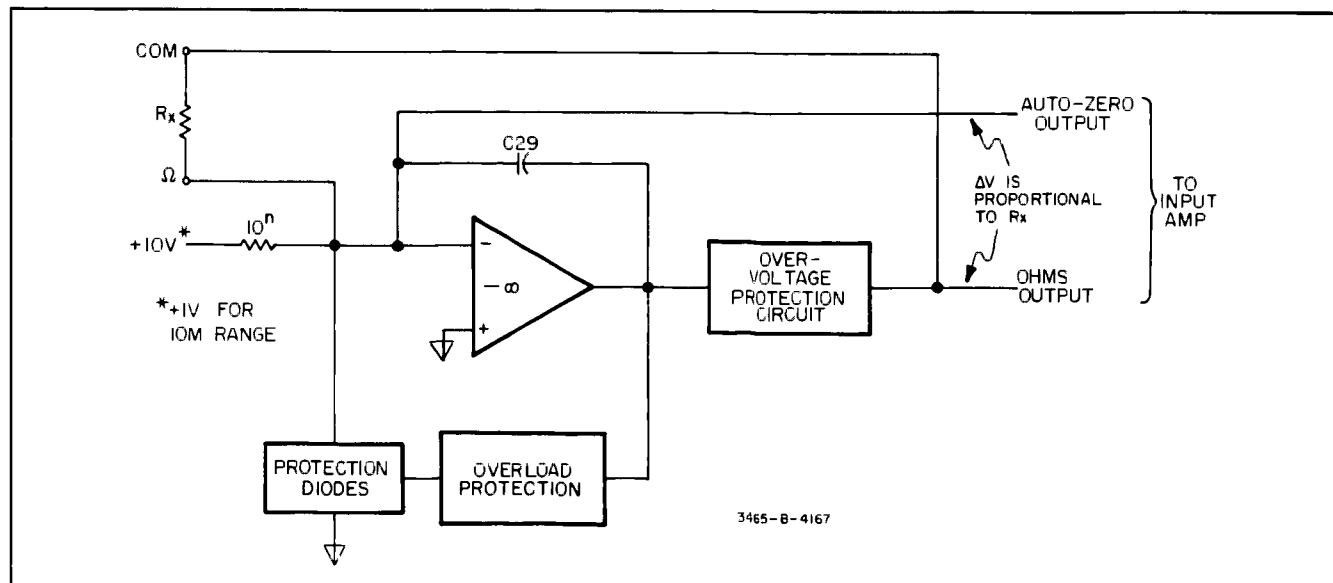 COM
Rx
Ω
+10V*
10ⁿ
*+1V FOR
10M RANGE
C29
-
-∞
+
OVER-
VOLTAGE
PROTECTION
CIRCUIT
AUTO-ZERO
OUTPUT
ΔV IS
PROPORTIONAL
TO Rx
TO
INPUT
AMP
OHMS
OUTPUT
PROTECTION
DIODES
OVERLOAD
PROTECTION
3465-B-4167